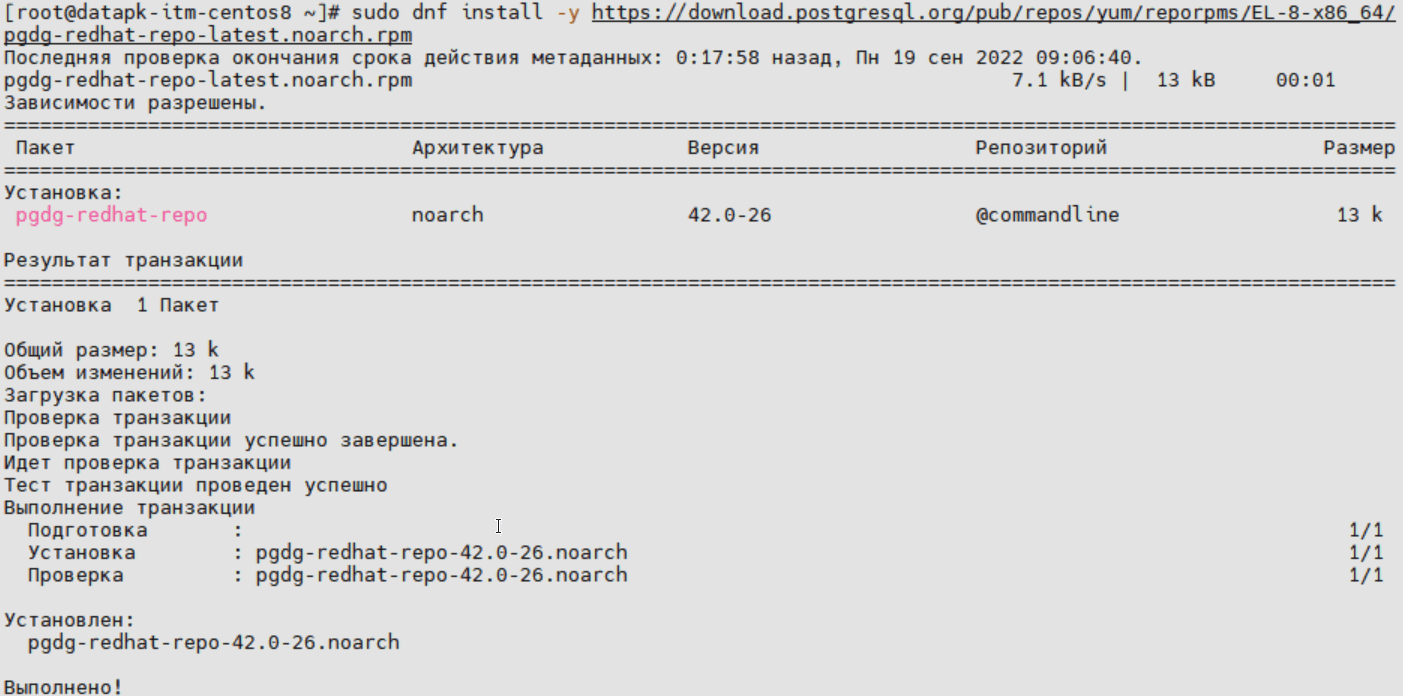 [root@datapk-itm-centos8 ~]# sudo dnf install -y https://download.postgresql.org/pub/repos/yum/reporpms/EL-8-x86_64/
pgdg-redhat-repo-latest.noarch.rpm
Последняя проверка окончания срока действия метаданных: 0:17:58 назад, Пн 19 сен 2022 09:06:40.
pgdg-redhat-repo-latest.noarch.rpm 7.1 kB/s | 13 kB 00:01
Зависимости разрешены.
====================================================================================================================
Пакет Архитектура Версия Репозиторий Размер
====================================================================================================================
Установка:
pgdg-redhat-repo noarch 42.0-26 @commandline 13 k
Результат транзакции
====================================================================================================================
Установка 1 Пакет
Общий размер: 13 k
Объем изменений: 13 k
Загрузка пакетов:
Проверка транзакции
Проверка транзакции успешно завершена.
Идет проверка транзакции
Тест транзакции проведен успешно
Выполнение транзакции
Подготовка : 1/1
Установка : pgdg-redhat-repo-42.0-26.noarch 1/1
Проверка : pgdg-redhat-repo-42.0-26.noarch 1/1
Установлен:
pgdg-redhat-repo-42.0-26.noarch
Выполнено!